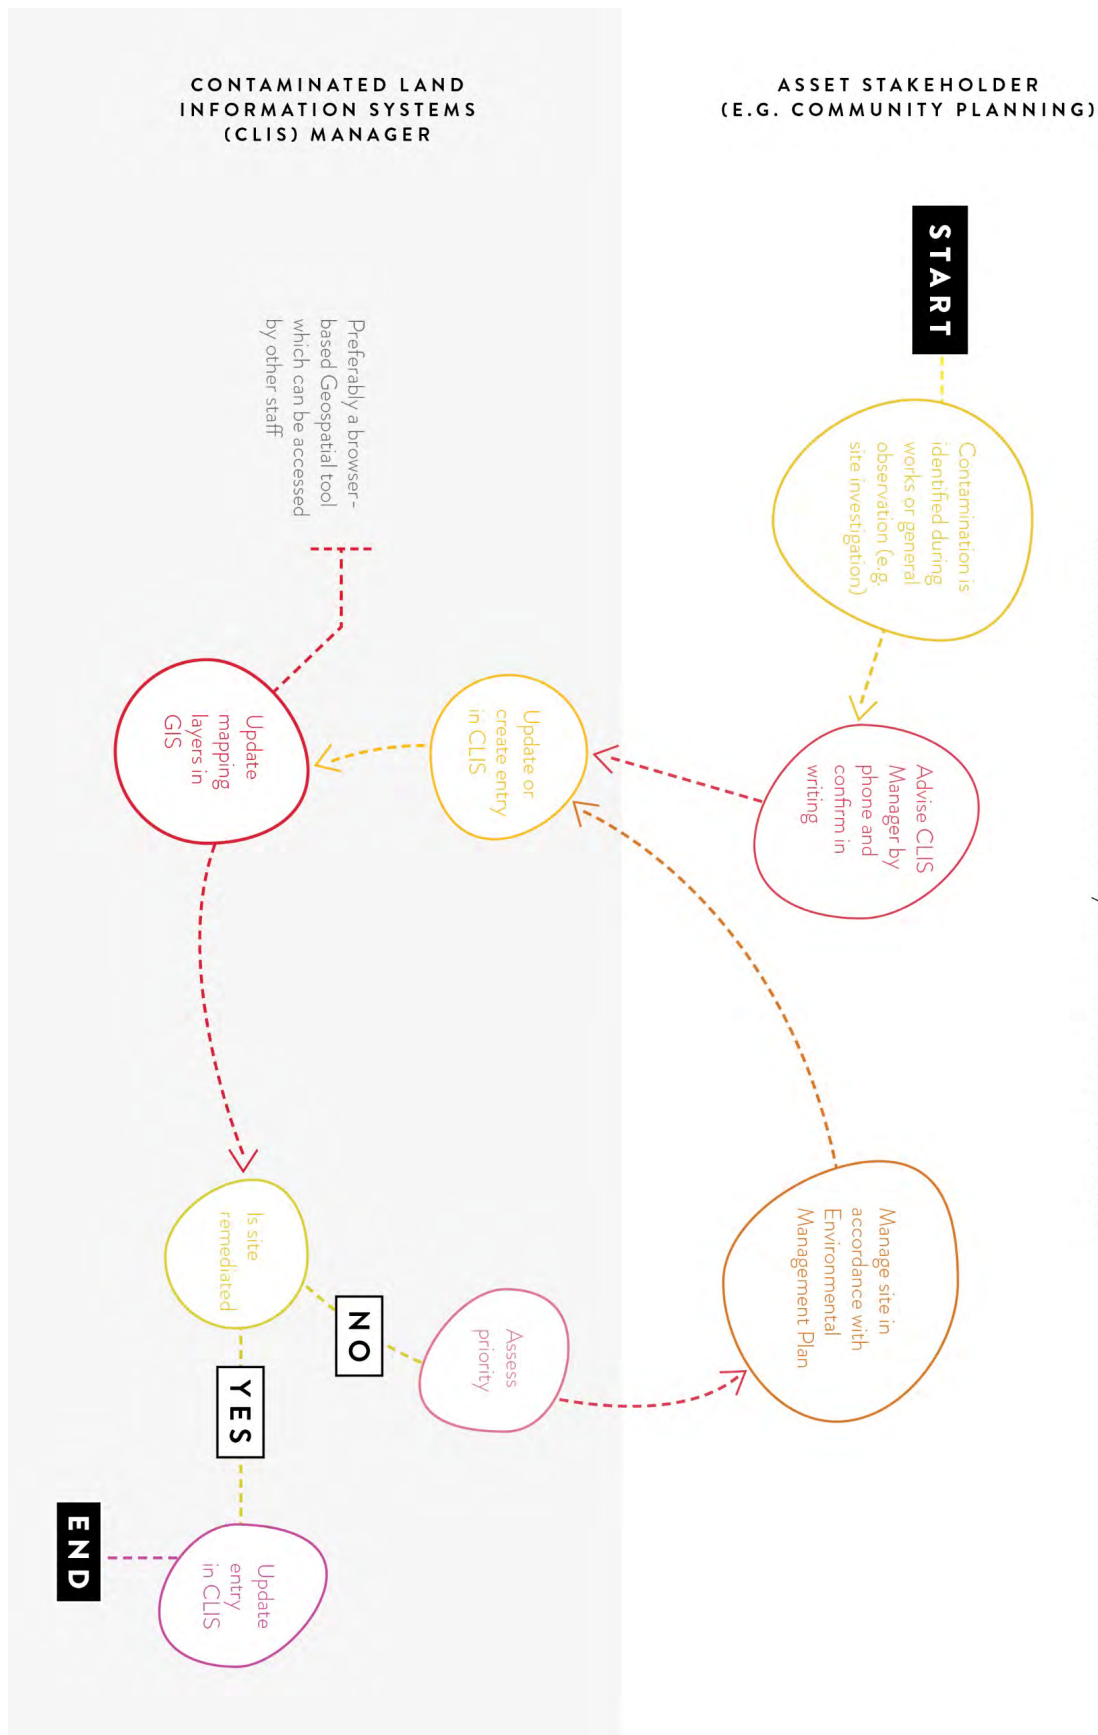 CONTAMINATED LAND
INFORMATION SYSTEMS
(CLIS) MANAGER
ASSET STAKEHOLDER
(E.G. COMMUNITY PLANNING)
START
Contamination is
identified during
works or general
observation (e.g.
site investigation)
Advise CLIS
Manager by
phone and
confirm in
writing
Update or
create entry
in CLIS
Preferably a browser-
based Geospatial tool
which can be accessed
by other staff
Update
mapping
layers in
GIS
Is site
remediated
NO
Assess
priority
Manage site in
accordance with
Environmental
Management Plan
YES
Update
entry
in CLIS
END